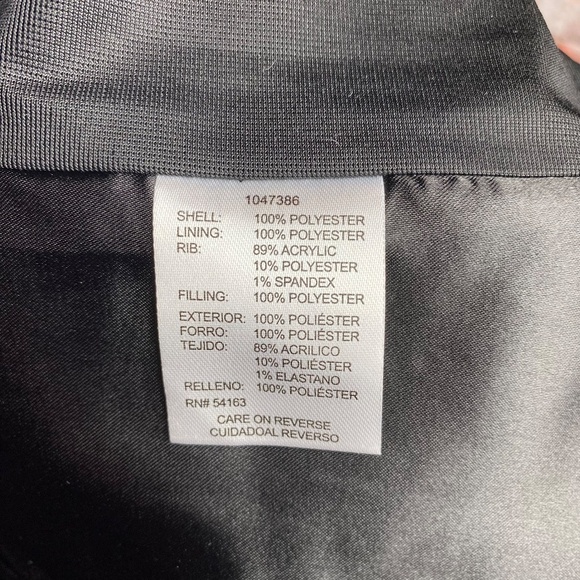 1047386
SHELL: 100% POLYESTER
LINING: 100% POLYESTER
RIB: 89% ACRYLIC
10% POLYESTER
1% SPANDEX
FILLING: 100% POLYESTER
EXTERIOR: 100% POLIÉSTER
FORRO: 100% POLIÉSTER
TEJIDO: 89% ACRILICO
10% POLIÉSTER
1% ELASTANO
RELLENO: 100% POLIÉSTER
RN# 54163
CARE ON REVERSE
CUIDADOAL REVERSO